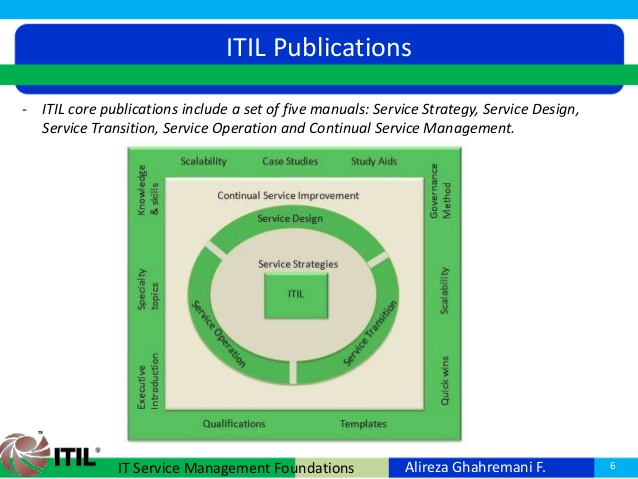 ITIL Publications
- ITIL core publications include a set of five manuals: Service Strategy, Service Design,
Service Transition, Service Operation and Continual Service Management.
Scalability Case Studies Study Aids
Knowledge
& skills
Governance
Method
Continual Service Improvement
Service Design
Service Strategies
ITIL
Service Operation
Service Transition
Specialty
topics
Scalability
Executive
Introduction
Quick wins
Qualifications Templates
TM
ITIL®
IT Service Management Foundations
Alireza Ghahremani F.
6